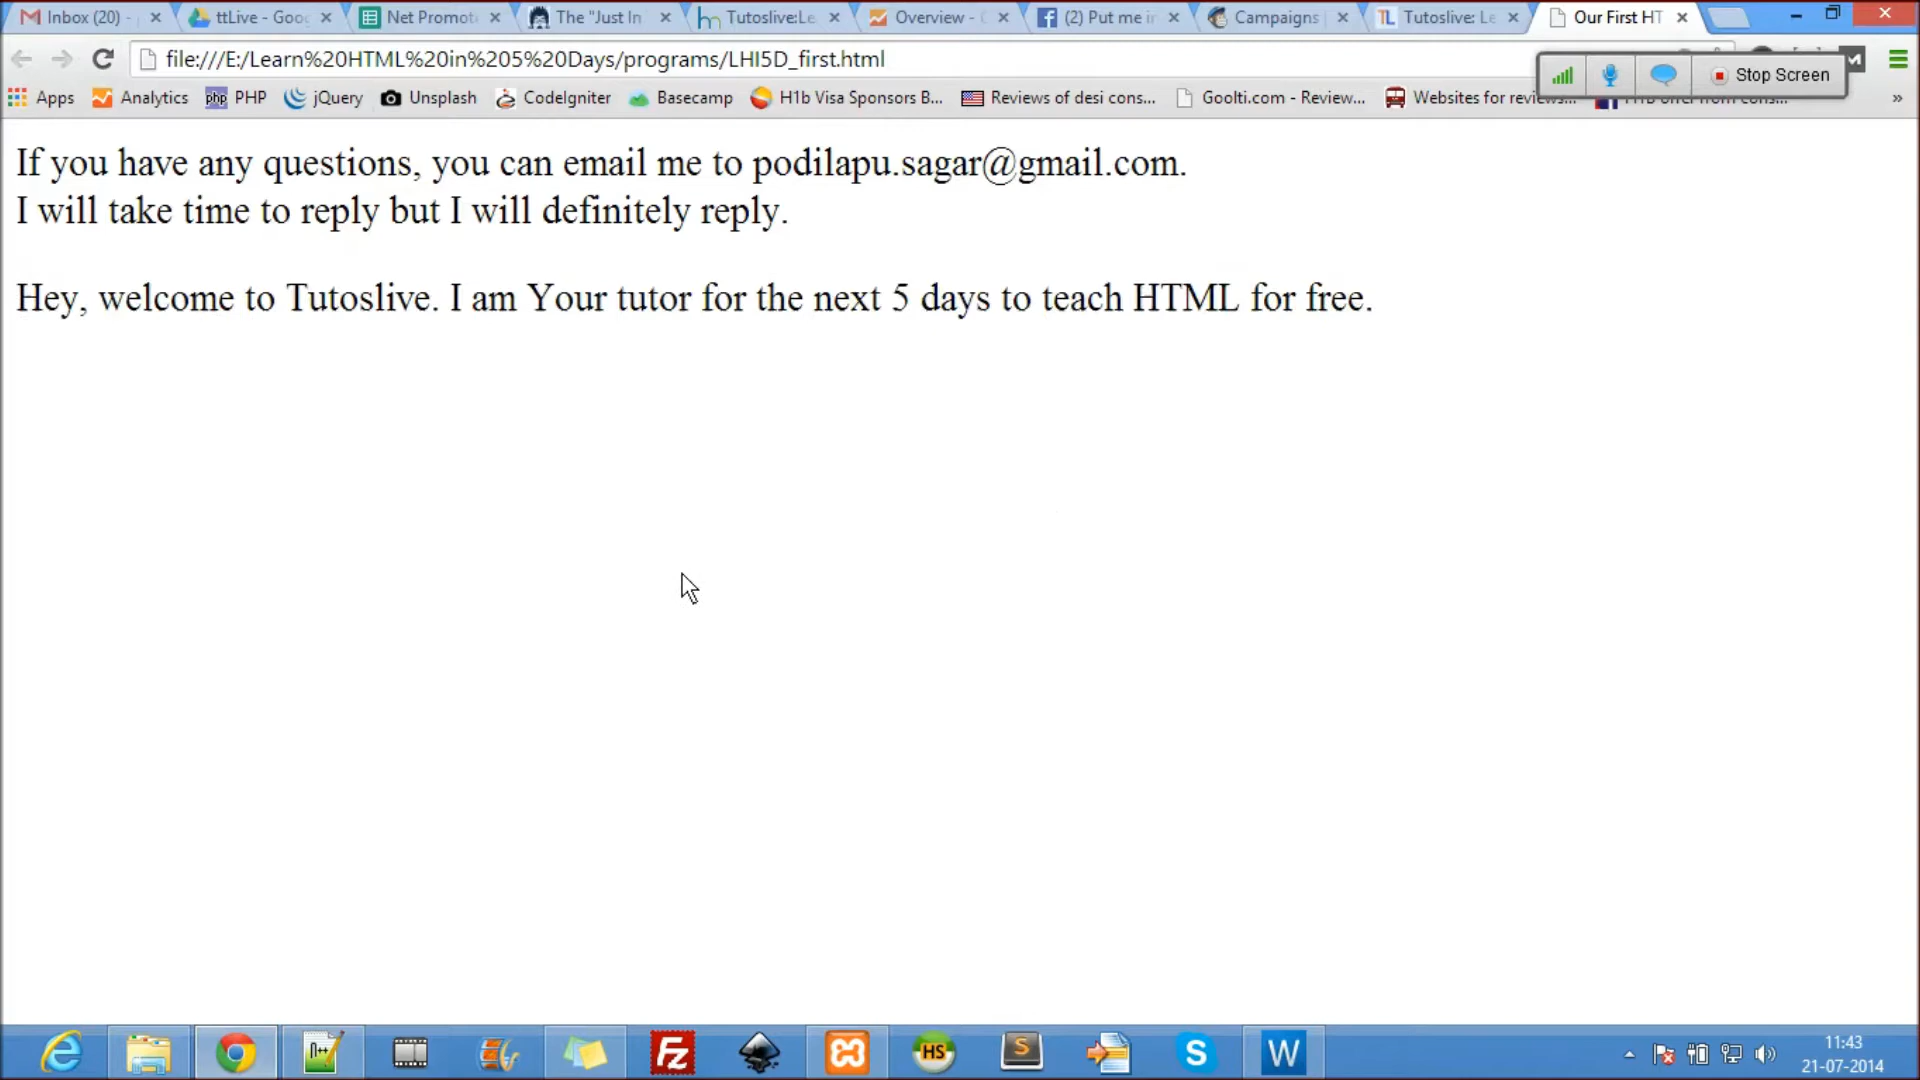 Inbox (20) -
ttLive - Goog
Net Promot
The "Just In
Tutoslive:Le
Overview -
(2) Put me in
Campaigns
TL Tutoslive: Le
Our First HT
file:///E:/Learn%20HTML%20in%205%20Days/programs/LHI5D_first.html
Stop Screen
Apps
Analytics
php PHP
jQuery
Unsplash
CodeIgniter
Basecamp
H1b Visa Sponsors B...
Reviews of desi cons...
Goolti.com - Review...
Websites for reviews...
»
If you have any questions, you can email me to podilapu.sagar@gmail.com.
I will take time to reply but I will definitely reply.
Hey, welcome to Tutoslive. I am Your tutor for the next 5 days to teach HTML for free.
11:43
21-07-2014